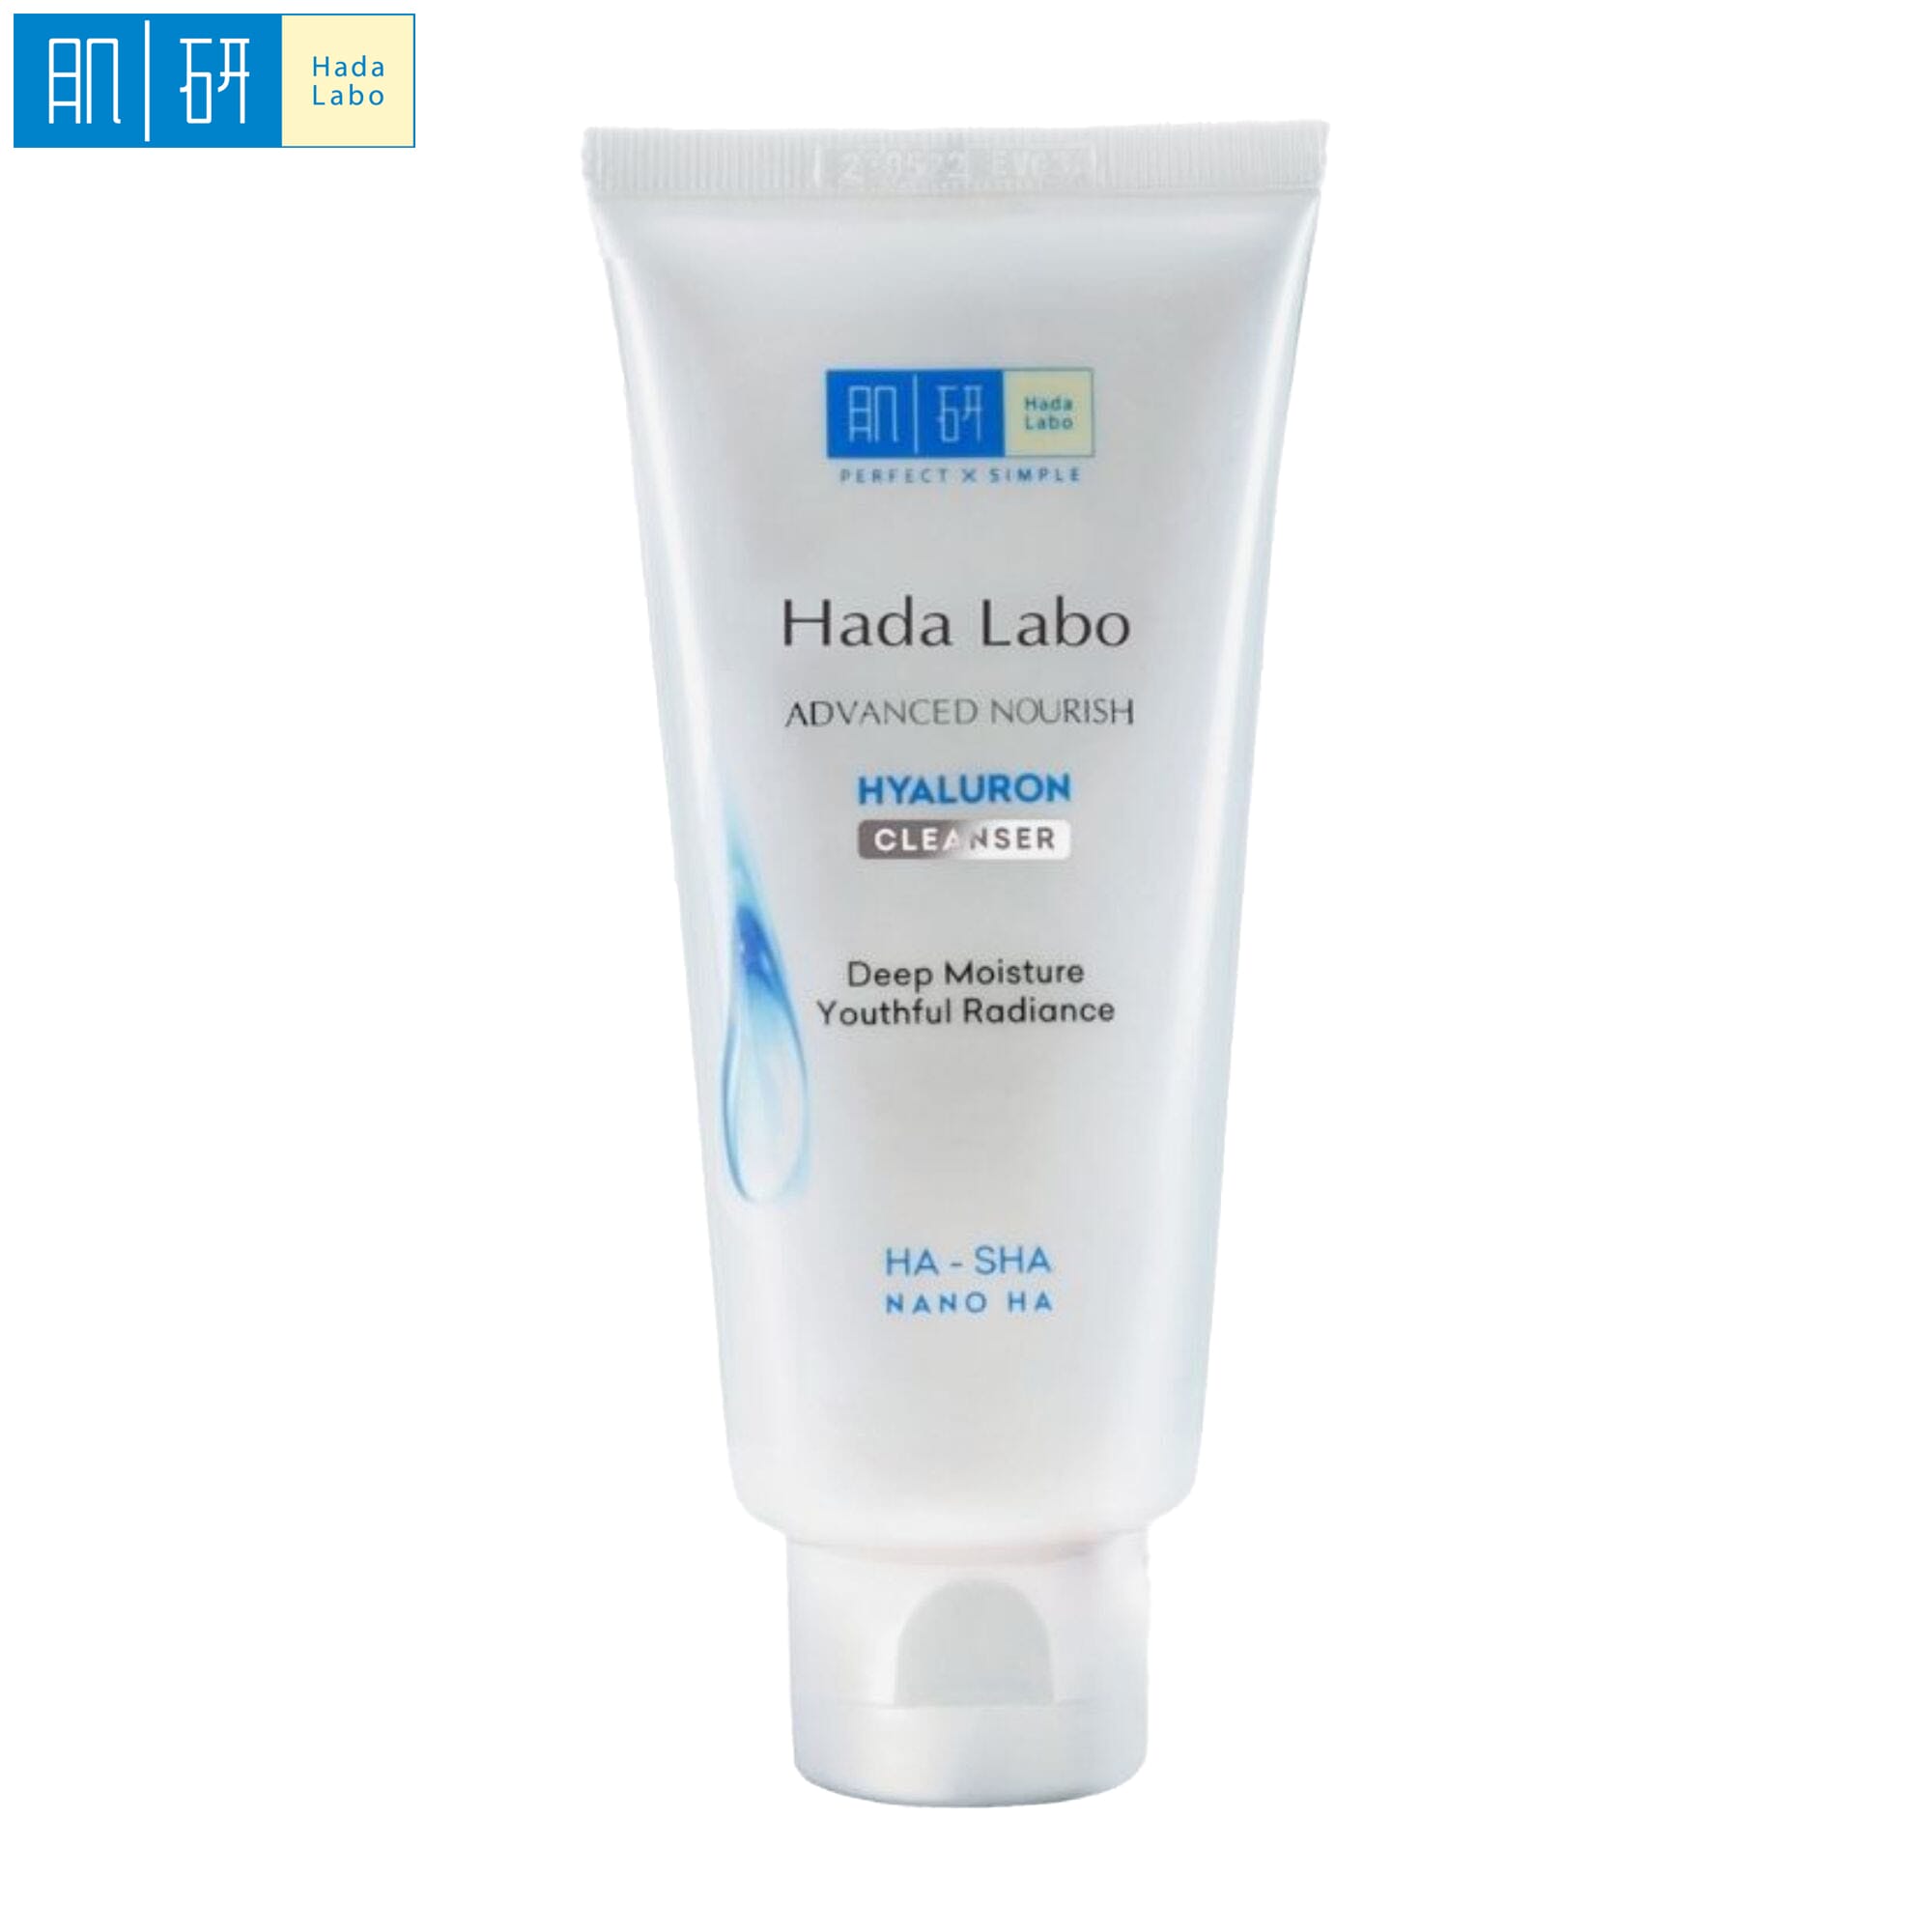 肌研
Hada
Labo
肌研
Hada
Labo
PERFECT X SIMPLE
Hada Labo
ADVANCED NOURISH
HYALURON
CLEANSER
Deep Moisture
Youthful Radiance
HA - SHA
NANO HA